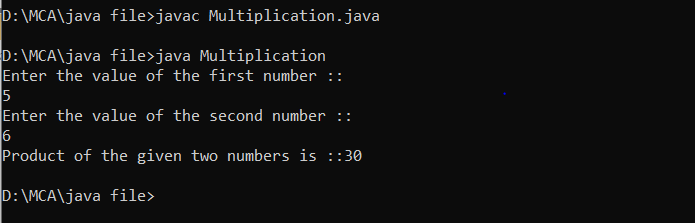 D:\MCA\java file>javac Multiplication.java
D:\MCA\java file>java Multiplication
Enter the value of the first number ::
5
Enter the value of the second number ::
6
Product of the given two numbers is ::30
D:\MCA\java file>